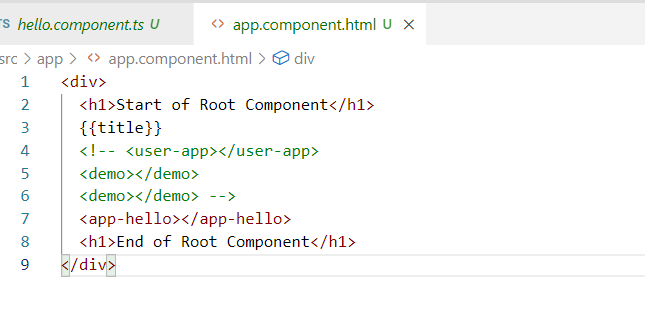 TS hello.component.ts U
<> app.component.html U ×
src > app > <> app.component.html > div
1 <div>
2 <h1>Start of Root Component</h1>
3 {{title}}
4 <!-- <user-app></user-app>
5 <demo></demo>
6 <demo></demo> -->
7 <app-hello></app-hello>
8 <h1>End of Root Component</h1>
9 </div>